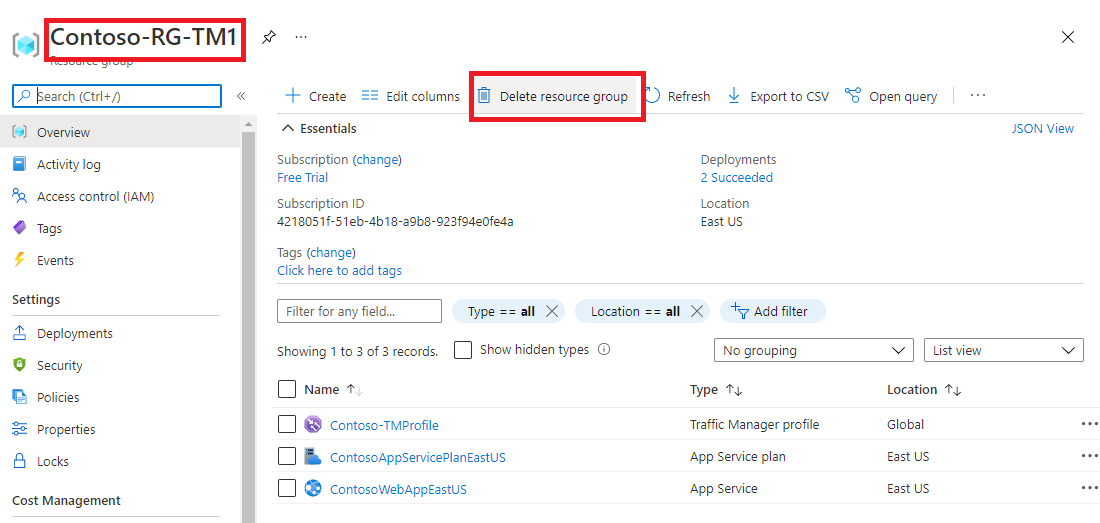 Contoso-RG-TM1
Resource group
Search (Ctrl+/)
Overview
Activity log
Access control (IAM)
Tags
Events
Settings
Deployments
Security
Policies
Properties
Locks
Cost Management
Create Edit columns Delete resource group Refresh Export to CSV Open query
Essentials JSON View
Subscription (change) Deployments
Free Trial 2 Succeeded
Subscription ID Location
4218051f-51eb-4b18-a9b8-923f94e0fe4a East US
Tags (change)
Click here to add tags
Filter for any field... Type == all Location == all Add filter
Showing 1 to 3 of 3 records. Show hidden types No grouping List view
Name Type Location
Contoso-TMProfile Traffic Manager profile Global
ContosoAppServicePlanEastUS App Service plan East US
ContosoWebAppEastUS App Service East US